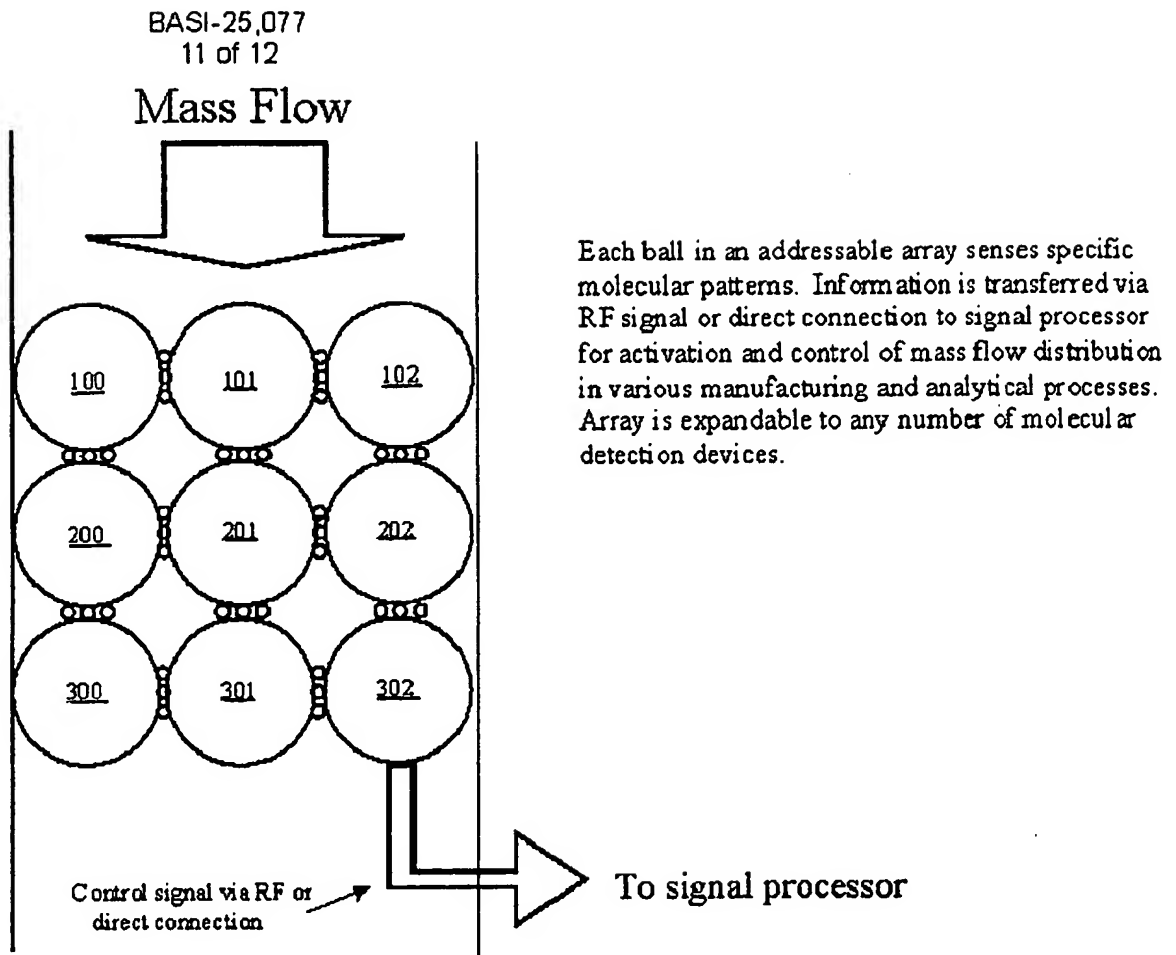 BASI-25,077
11 of 12
Mass Flow
Each ball in an addressable array senses specific
molecular patterns. Information is transferred via
RF signal or direct connection to signal processor
for activation and control of mass flow distribution
in various manufacturing and analytical processes.
Array is expandable to any number of molecular
detection devices.
100 101 102
200 201 202
300 301 302
Control signal via RF or
direct connection
To signal processor